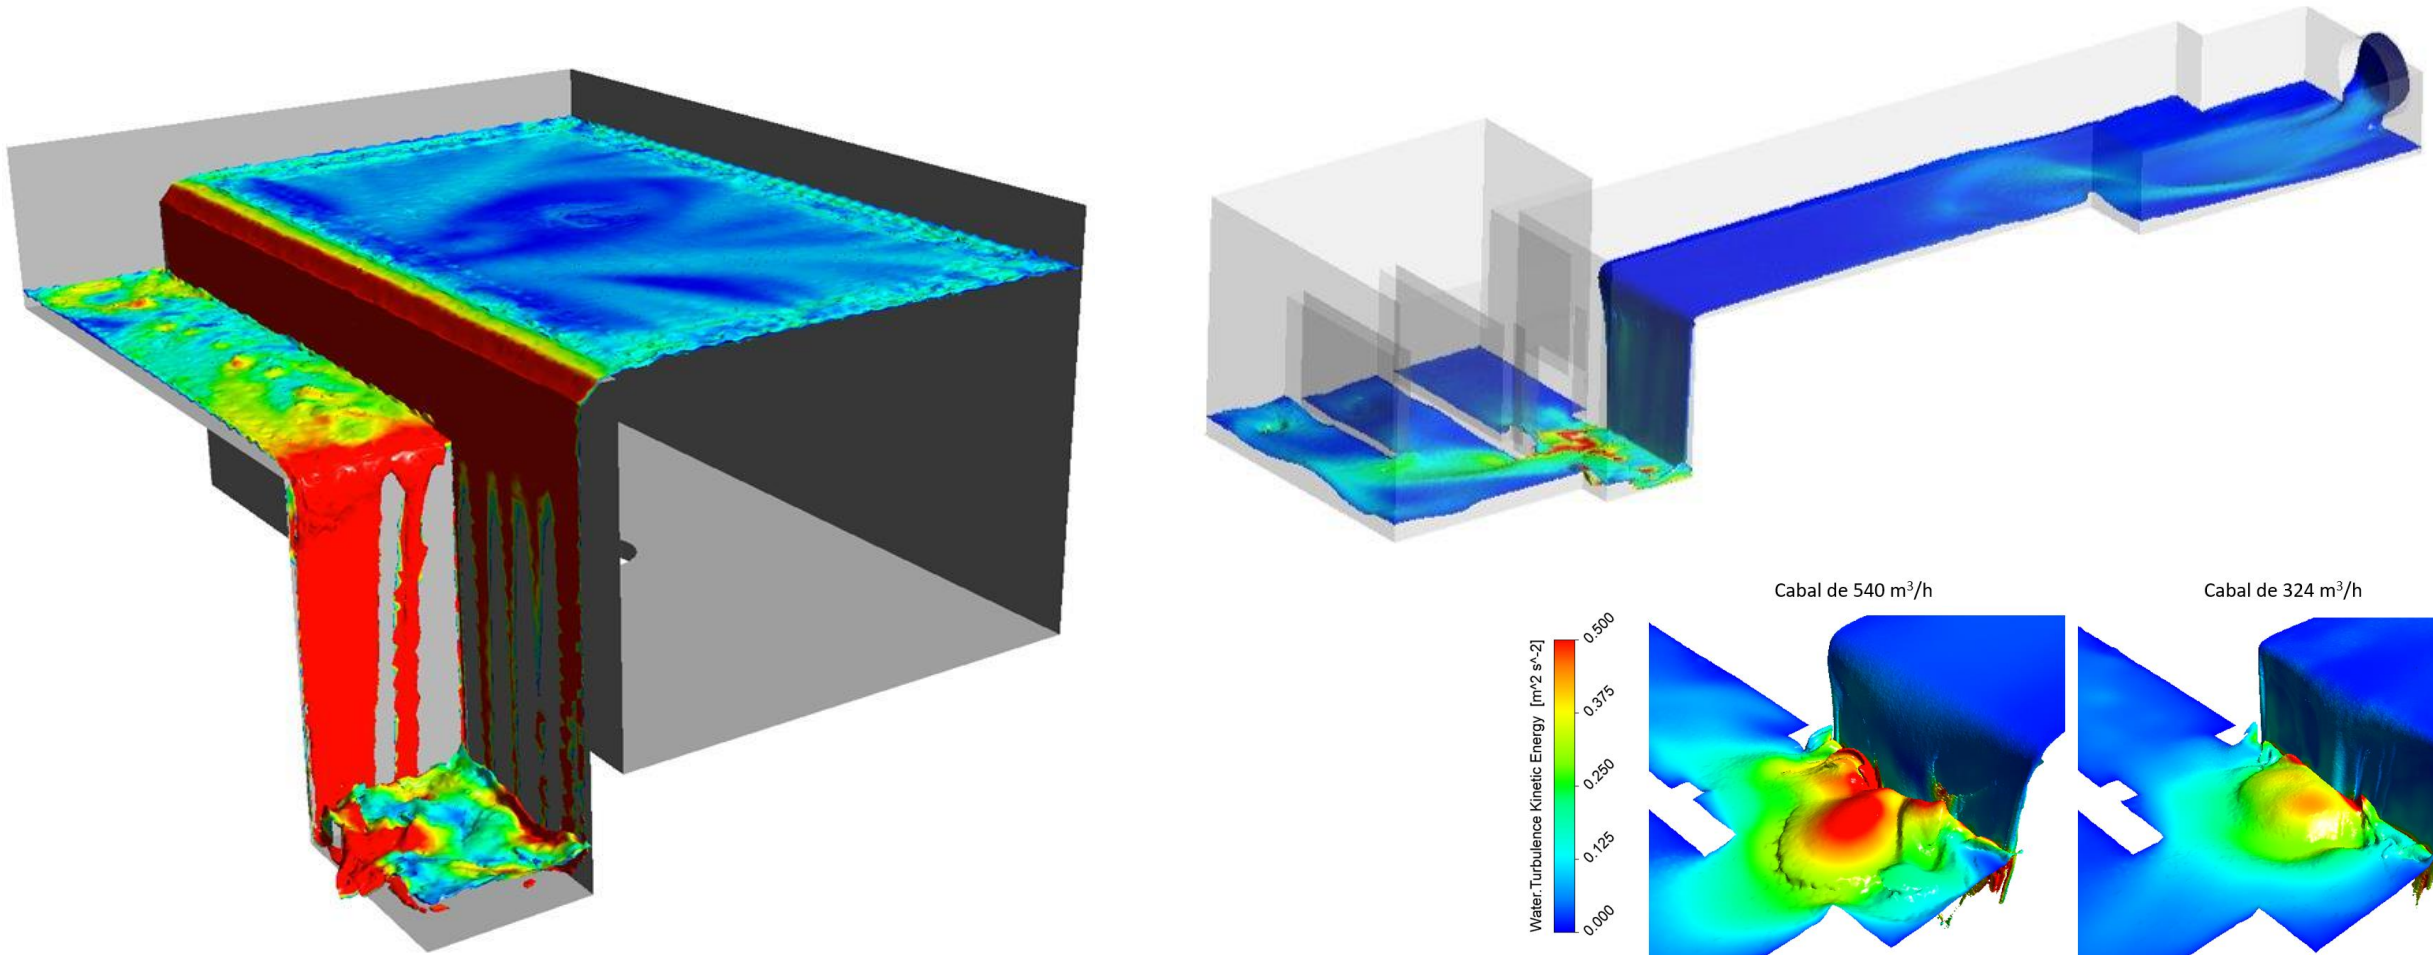 Cabal de 540 m³/h
Cabal de 324 m³/h
Water.Turbulence Kinetic Energy [m^2 s^-2]
0.500
0.375
0.250
0.125
0.000